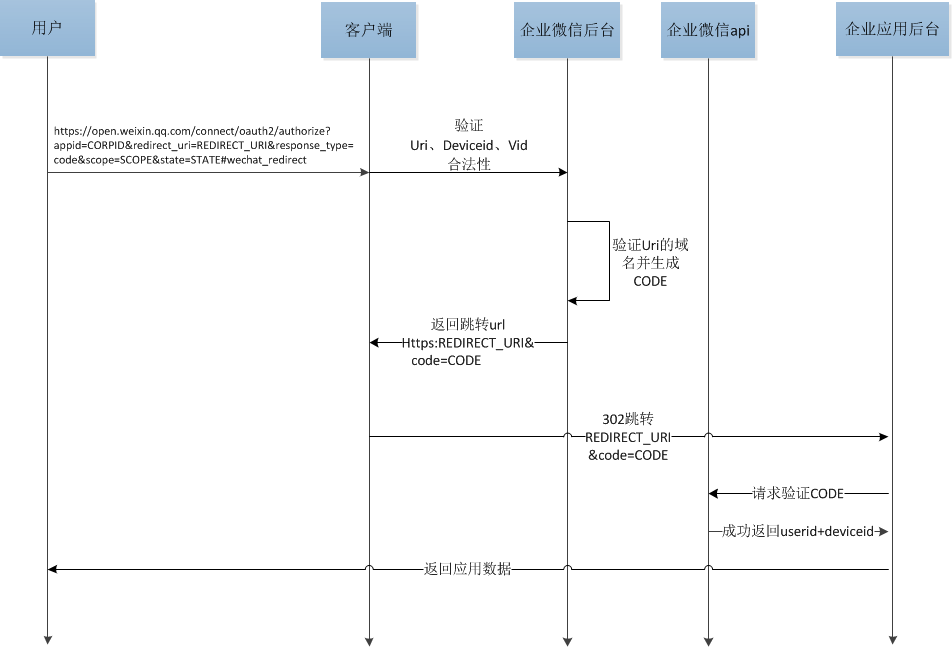 用户
客户端
企业微信后台
企业微信api
企业应用后台
https://open.weixin.qq.com/connect/oauth2/authorize?
appid=CORPID&redirect_uri=REDIRECT_URI&response_type=
code&scope=SCOPE&state=STATE#wechat_redirect
验证
Uri、Deviceid、Vid
合法性
验证Uri的域
名并生成
CODE
返回跳转url
Https:REDIRECT_URI&
code=CODE
302跳转
REDIRECT_URI
&code=CODE
请求验证CODE
成功返回userid+deviceid
返回应用数据